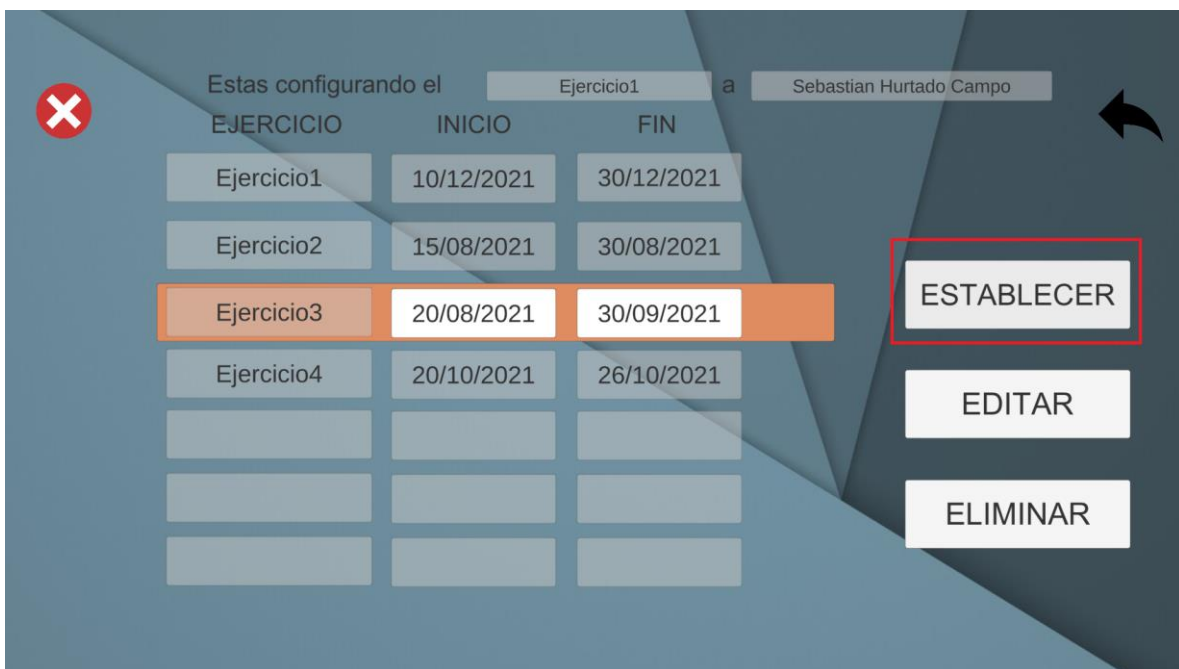 Estas configurando el Ejercicio1 a Sebastian Hurtado Campo
EJERCICIO INICIO FIN
Ejercicio1 10/12/2021 30/12/2021
Ejercicio2 15/08/2021 30/08/2021
Ejercicio3 20/08/2021 30/09/2021
Ejercicio4 20/10/2021 26/10/2021
ESTABLECER
EDITAR
ELIMINAR